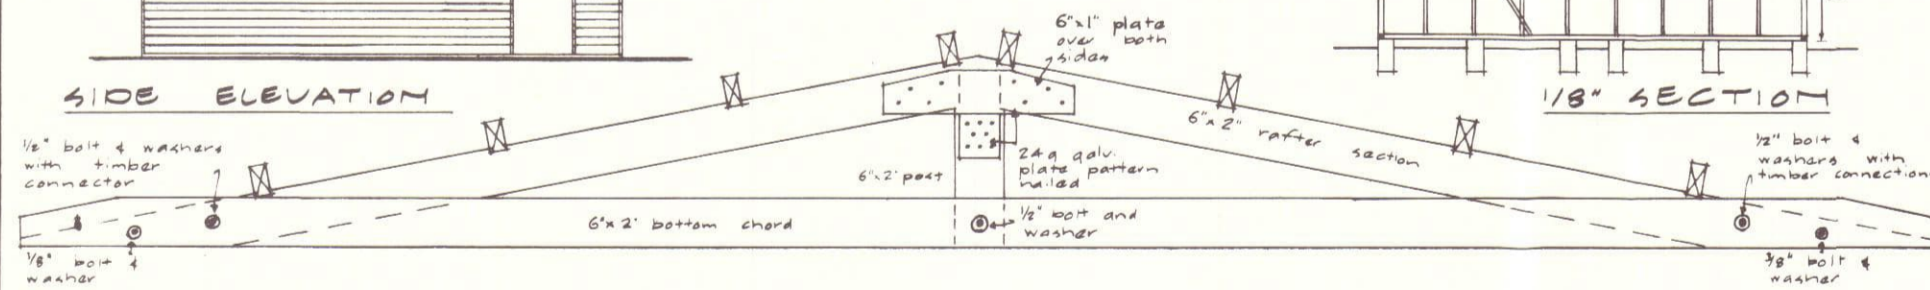 6"x1" plate
over both
sides
SIDE ELEVATION
1/8" SECTION
1/2" bolt & washers
with timber
connector
6"x 2" rafter section
24g galv.
plate pattern
nailed
1/2" bolt &
washers with
timber connection
6"x2" post
6"x 2" bottom chord
1/2" bolt and
washer
1/8" bolt &
washer
3/8" bolt &
washer